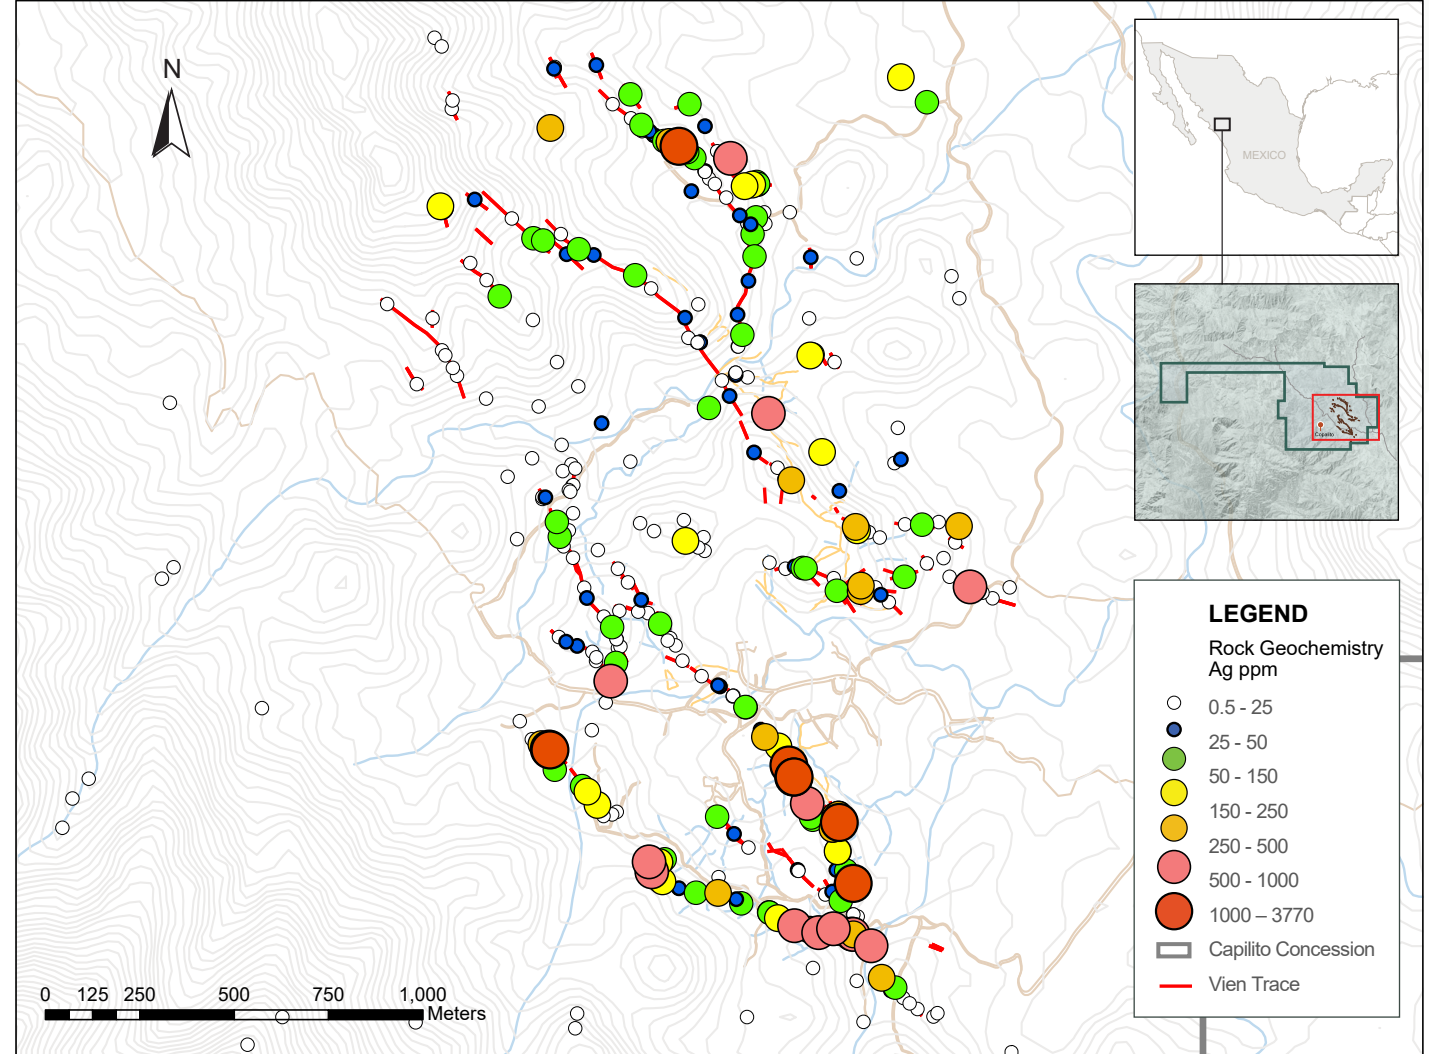 N
MEXICO
Copalito
LEGEND
Rock Geochemistry
Ag ppm
0.5 - 25
25 - 50
50 - 150
150 - 250
250 - 500
500 - 1000
1000 – 3770
Capilito Concession
Vien Trace
0 125 250 500 750 1,000
Meters